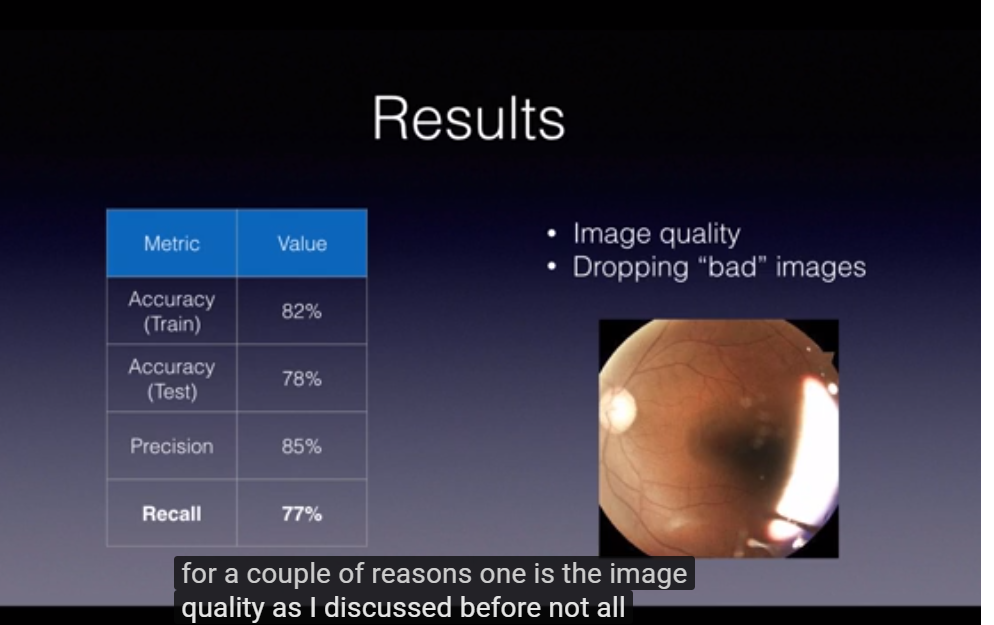 Results
Metric Value
Accuracy
(Train)
82%
Accuracy
(Test)
78%
Precision 85%
Recall 77%
• Image quality
• Dropping “bad” images
for a couple of reasons one is the image
quality as I discussed before not all